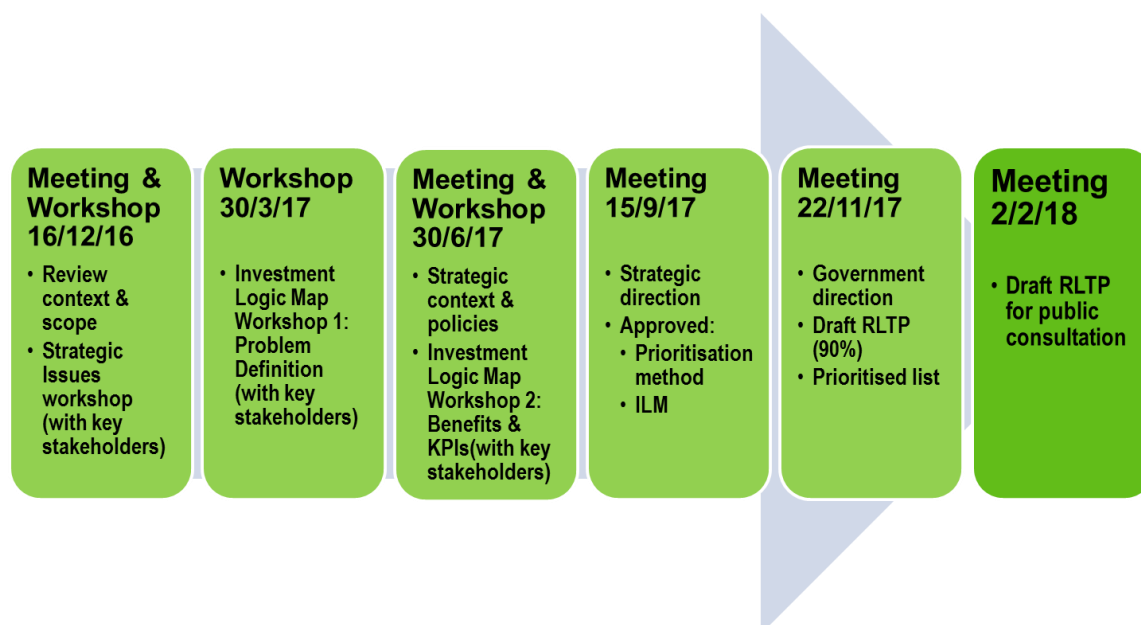 Meeting &
Workshop
16/12/16
• Review
context &
scope
• Strategic
Issues
workshop
(with key
stakeholders)
Workshop
30/3/17
• Investment
Logic Map
Workshop 1:
Problem
Definition
(with key
stakeholders)
Meeting &
Workshop
30/6/17
• Strategic
context &
policies
• Investment
Logic Map
Workshop 2:
Benefits &
KPIs(with key
stakeholders)
Meeting
15/9/17
• Strategic
direction
• Approved:
• Prioritisation
method
• ILM
Meeting
22/11/17
• Government
direction
• Draft RLTP
(90%)
• Prioritised list
Meeting
2/2/18
• Draft RLTP
for public
consultation